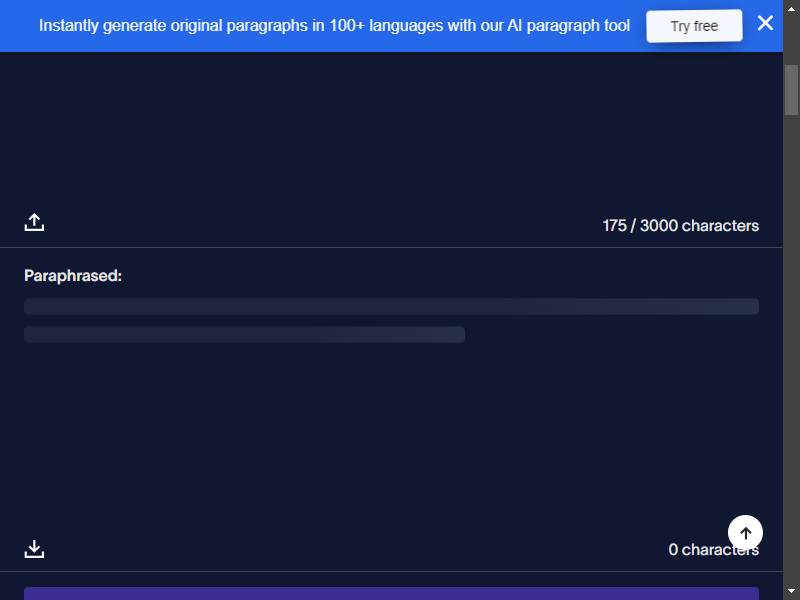 Instantly generate original paragraphs in 100+ languages with our AI paragraph tool
Try free
175 / 3000 characters
Paraphrased:
0 characters